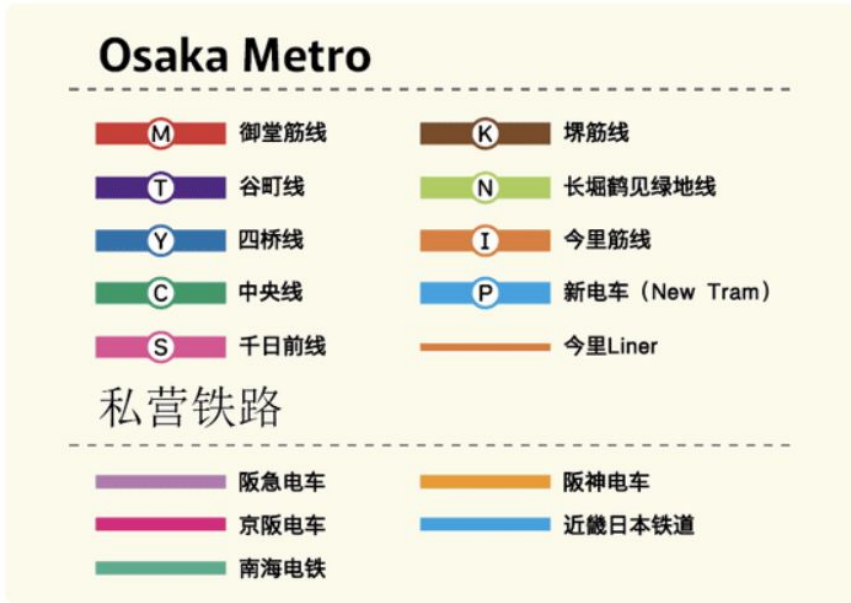 Osaka Metro
M 御堂筋线
K 堺筋线
T 谷町线
N 长堀鹤见绿地线
Y 四桥线
I 今里筋线
C 中央线
P 新电车（New Tram）
S 千日前线
今里Liner
私营铁路
阪急电车
阪神电车
京阪电车
近畿日本铁道
南海电铁